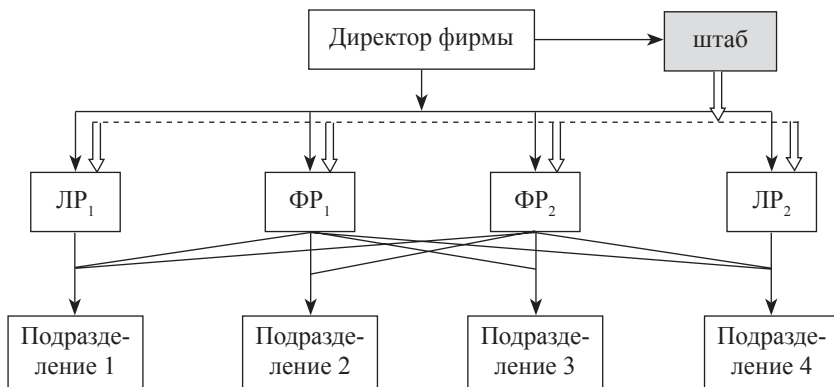 Директор фирмы
штаб
ЛР₁
ФР₁
ФР₂
ЛР₂
Подразде-
ление 1
Подразде-
ление 2
Подразде-
ление 3
Подразде-
ление 4